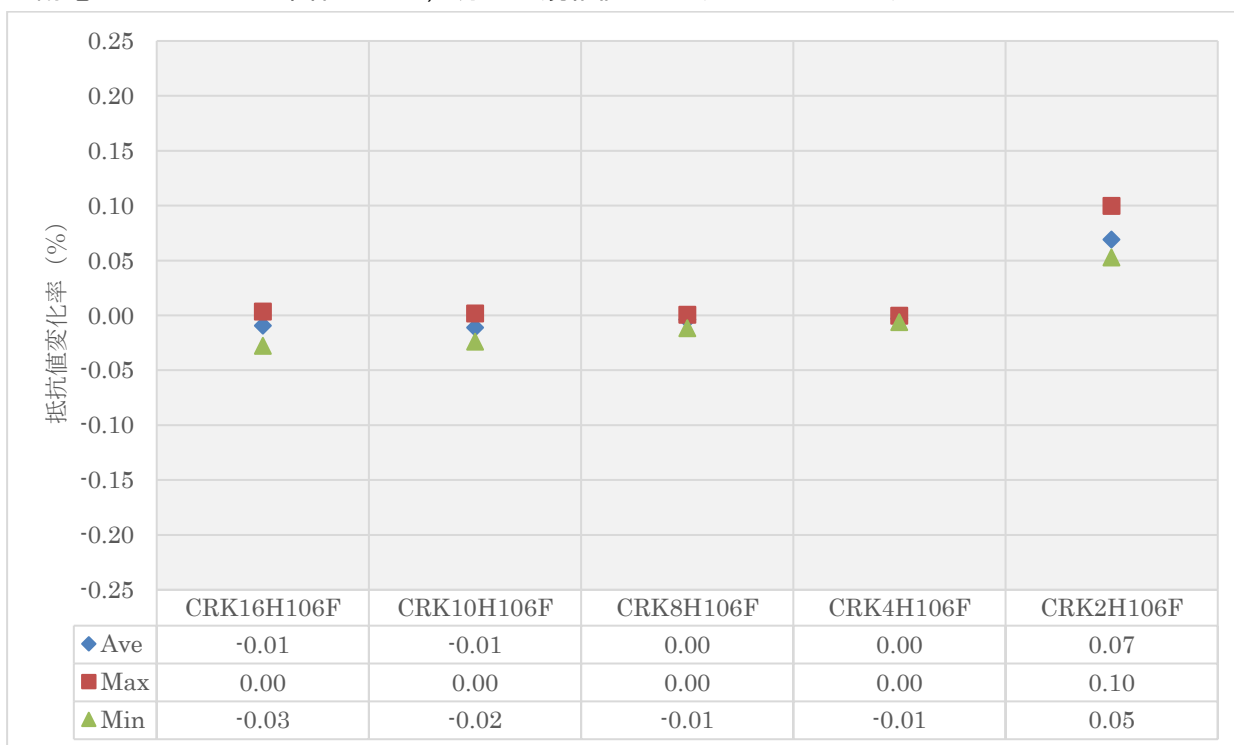 0.25
0.20
0.15
0.10
0.05
0.00
-0.05
-0.10
-0.15
-0.20
-0.25
抵抗値変化率（%）
CRK16H106F CRK10H106F CRK8H106F CRK4H106F CRK2H106F
Ave -0.01 -0.01 0.00 0.00 0.07
Max 0.00 0.00 0.00 0.00 0.10
Min -0.03 -0.02 -0.01 -0.01 0.05